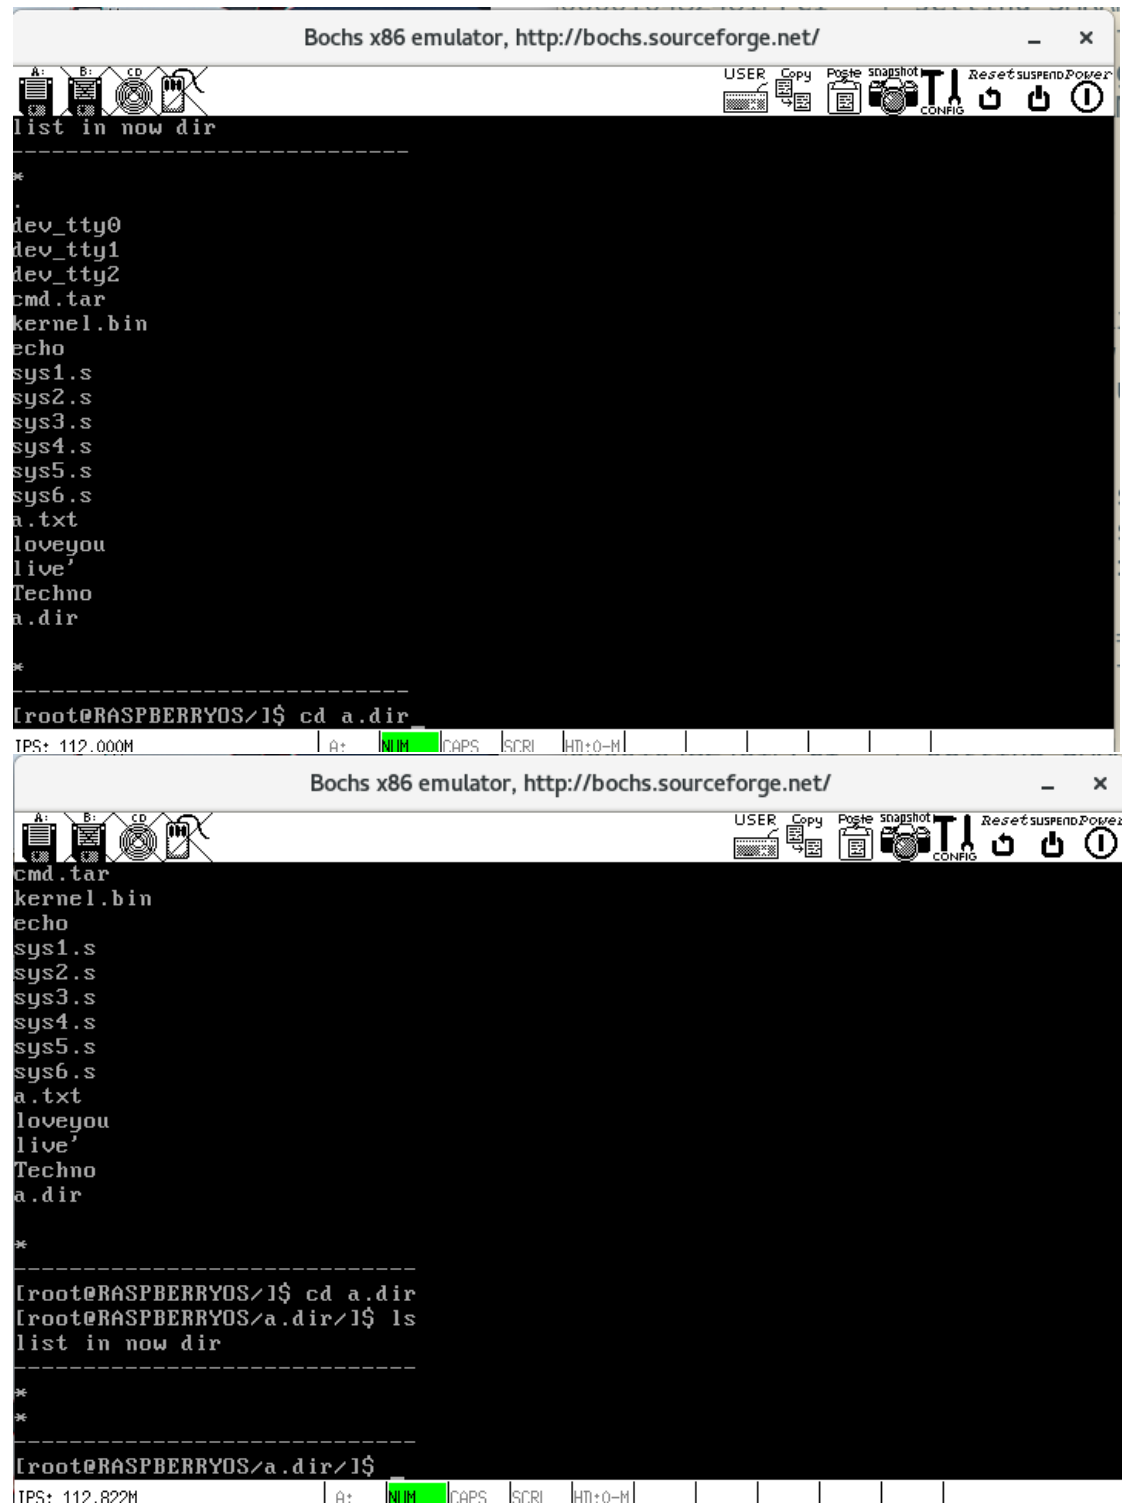 Bochs x86 emulator, http://bochs.sourceforge.net/
A: B: CD USER Copy Paste snapshot CONFIG Reset SUSPEND Power
list in now dir
------------------------------
*
.
dev_tty0
dev_tty1
dev_tty2
cmd.tar
kernel.bin
echo
sys1.s
sys2.s
sys3.s
sys4.s
sys5.s
sys6.s
a.txt
loveyou
live'
Techno
a.dir
*
------------------------------
[root@RASPBERRYOS/]$ cd a.dir_
IPS: 112.000M A: NUM CAPS SCRL HD:0-M
Bochs x86 emulator, http://bochs.sourceforge.net/
A: B: CD USER Copy Paste snapshot CONFIG Reset SUSPEND Power
cmd.tar
kernel.bin
echo
sys1.s
sys2.s
sys3.s
sys4.s
sys5.s
sys6.s
a.txt
loveyou
live'
Techno
a.dir
*
------------------------------
[root@RASPBERRYOS/]$ cd a.dir
[root@RASPBERRYOS/a.dir/]$ ls
list in now dir
------------------------------
*
*
------------------------------
[root@RASPBERRYOS/a.dir/]$ _
IPS: 112.822M A: NUM CAPS SCRL HD:0-M